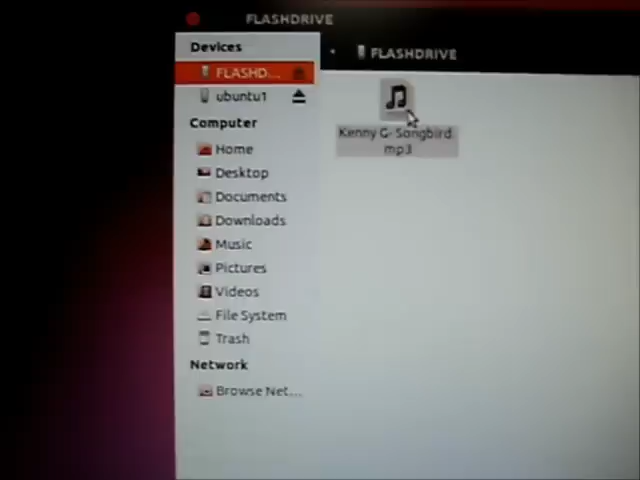 FLASHDRIVE
Devices
FLASHD...
ubuntu1
Computer
Home
Desktop
Documents
Downloads
Music
Pictures
Videos
File System
Trash
Network
Browse Net...
FLASHDRIVE
Kenny G- Songbird.
mp3